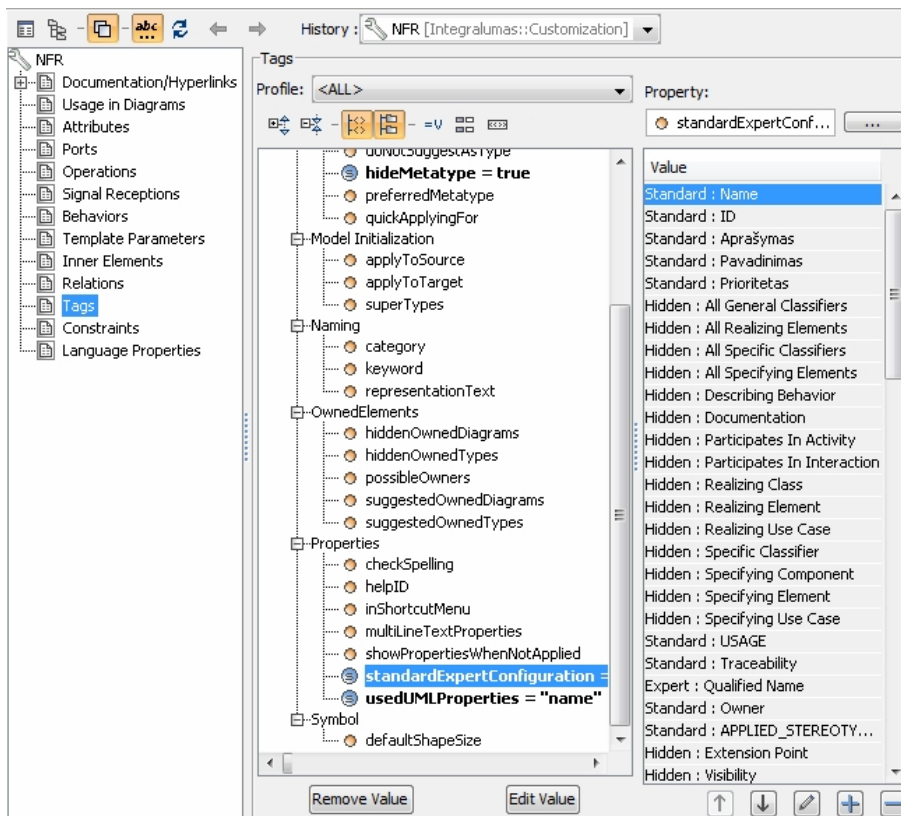 abc
History : NFR [Integralumas::Customization]
NFR
Documentation/Hyperlinks
Usage in Diagrams
Attributes
Ports
Operations
Signal Receptions
Behaviors
Template Parameters
Inner Elements
Relations
Tags
Constraints
Language Properties
Tags
Profile: <ALL>
=V
doNotSuggestAsType
hideMetatype = true
preferredMetatype
quickApplyingFor
Model Initialization
applyToSource
applyToTarget
superTypes
Naming
category
keyword
representationText
OwnedElements
hiddenOwnedDiagrams
hiddenOwnedTypes
possibleOwners
suggestedOwnedDiagrams
suggestedOwnedTypes
Properties
checkSpelling
helpID
inShortcutMenu
multiLineTextProperties
showPropertiesWhenNotApplied
standardExpertConfiguration =
usedUMLProperties = "name"
Symbol
defaultShapeSize
Remove Value
Edit Value
Property:
standardExpertConf...
...
Value
Standard : Name
Standard : ID
Standard : Aprašymas
Standard : Pavadinimas
Standard : Prioritetas
Hidden : All General Classifiers
Hidden : All Realizing Elements
Hidden : All Specific Classifiers
Hidden : All Specifying Elements
Hidden : Describing Behavior
Hidden : Documentation
Hidden : Participates In Activity
Hidden : Participates In Interaction
Hidden : Realizing Class
Hidden : Realizing Element
Hidden : Realizing Use Case
Hidden : Specific Classifier
Hidden : Specifying Component
Hidden : Specifying Element
Hidden : Specifying Use Case
Standard : USAGE
Standard : Traceability
Expert : Qualified Name
Standard : Owner
Standard : APPLIED_STEREOTY...
Hidden : Extension Point
Hidden : Visibility